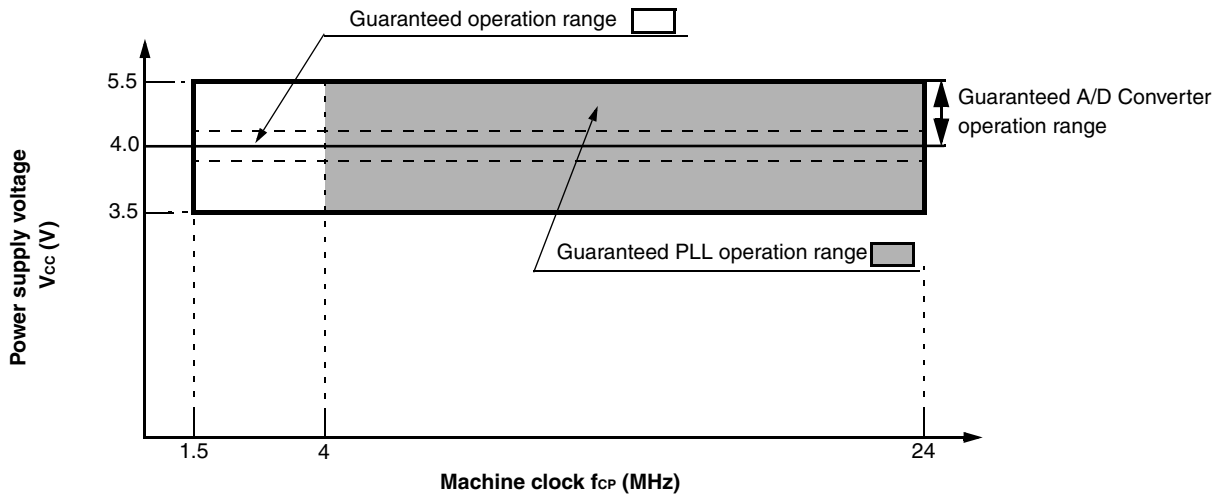 Guaranteed operation range
5.5
4.0
3.5
Guaranteed A/D Converter
operation range
Power supply voltage
Vcc (V)
Guaranteed PLL operation range
1.5
4
24
Machine clock fCP (MHz)